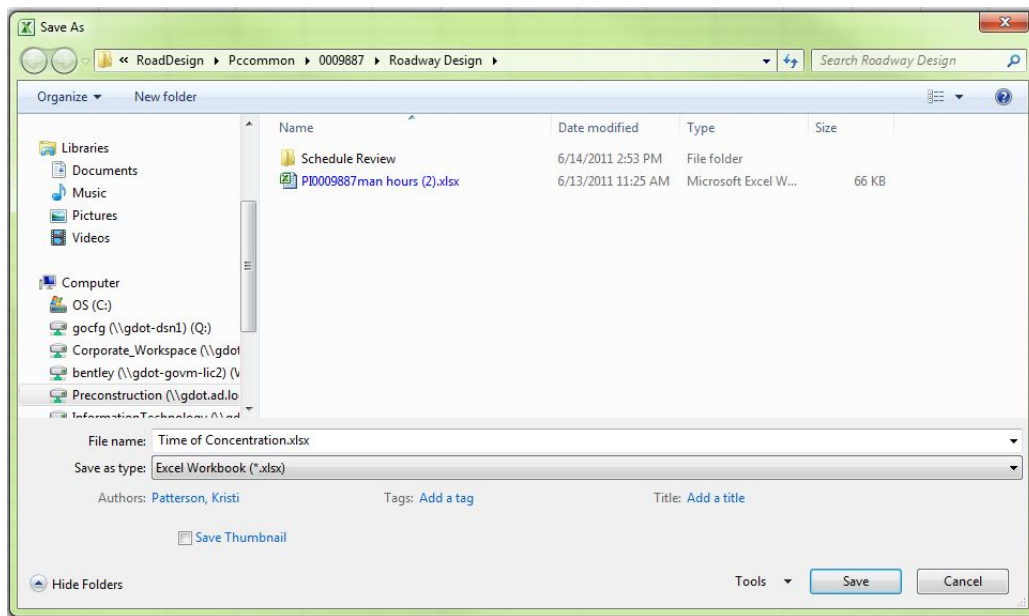 Save As
« RoadDesign Pccommon 0009887 Roadway Design
Search Roadway Design
Organize New folder
Name Date modified Type Size
Libraries
Documents
Music
Pictures
Videos
Computer
OS (C:)
gocfg (\\gdot-dsn1) (Q:)
Corporate_Workspace (\\gdot
bentley (\\gdot-govm-lic2) (V
Preconstruction (\\gdot.ad.lo
InformationTechnology (\\gd
Schedule Review 6/14/2011 2:53 PM File folder
PI0009887man hours (2).xlsx 6/13/2011 11:25 AM Microsoft Excel W... 66 KB
File name: Time of Concentration.xlsx
Save as type: Excel Workbook (*.xlsx)
Authors: Patterson, Kristi Tags: Add a tag Title: Add a title
Save Thumbnail
Hide Folders Tools Save Cancel